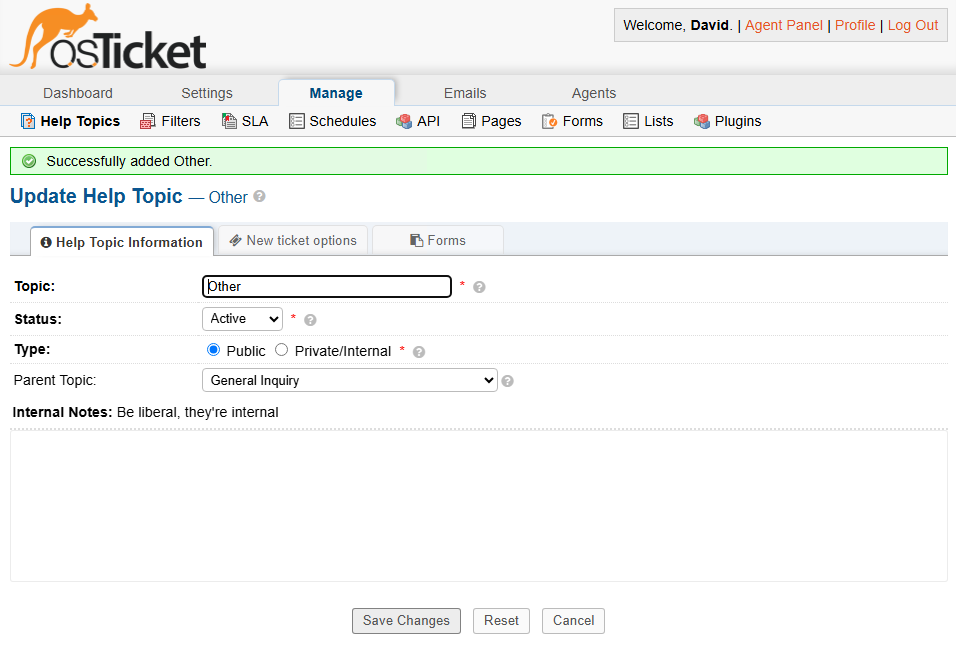 osTicket
Welcome, David. | Agent Panel | Profile | Log Out
Dashboard Settings Manage Emails Agents
Help Topics Filters SLA Schedules API Pages Forms Lists Plugins
Successfully added Other.
Update Help Topic — Other ?
Help Topic Information New ticket options Forms
Topic: Other * ?
Status: Active * ?
Type: Public Private/Internal * ?
Parent Topic: General Inquiry ?
Internal Notes: Be liberal, they're internal
Save Changes Reset Cancel